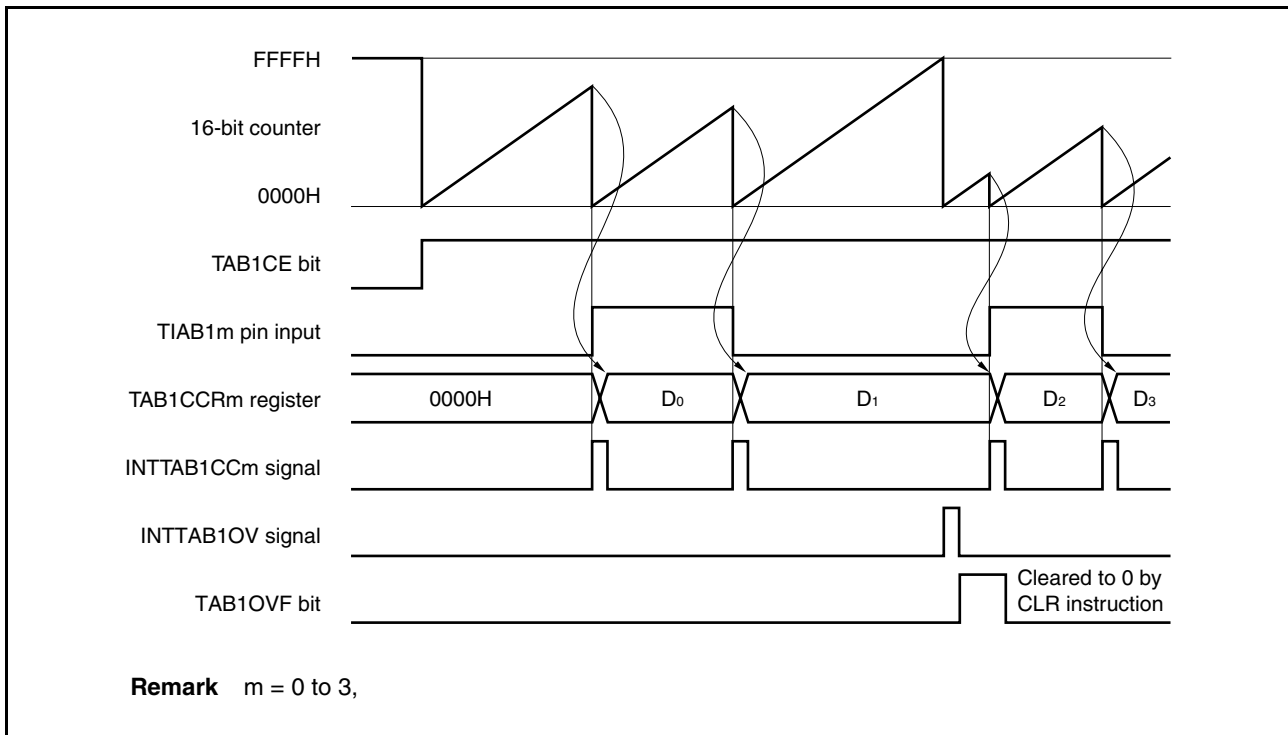 FFFFH
16-bit counter
0000H
TAB1CE bit
TIAB1m pin input
TAB1CCRm register
0000H
D0
D1
D2
D3
INTTAB1CCm signal
INTTAB1OV signal
TAB1OVF bit
Cleared to 0 by
CLR instruction
Remark m = 0 to 3,